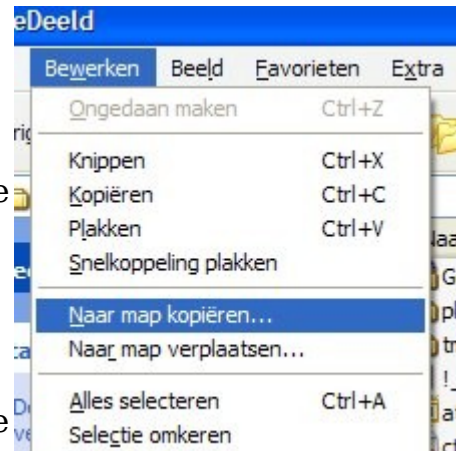 eDeeld
Bewerken Beeld Favorieten Extra
Ongedaan maken Ctrl+Z
Knippen Ctrl+X
Kopiëren Ctrl+C
Plakken Ctrl+V
Snelkoppeling plakken
Naar map kopiëren...
Naar map verplaatsen...
Alles selecteren Ctrl+A
Selectie omkeren